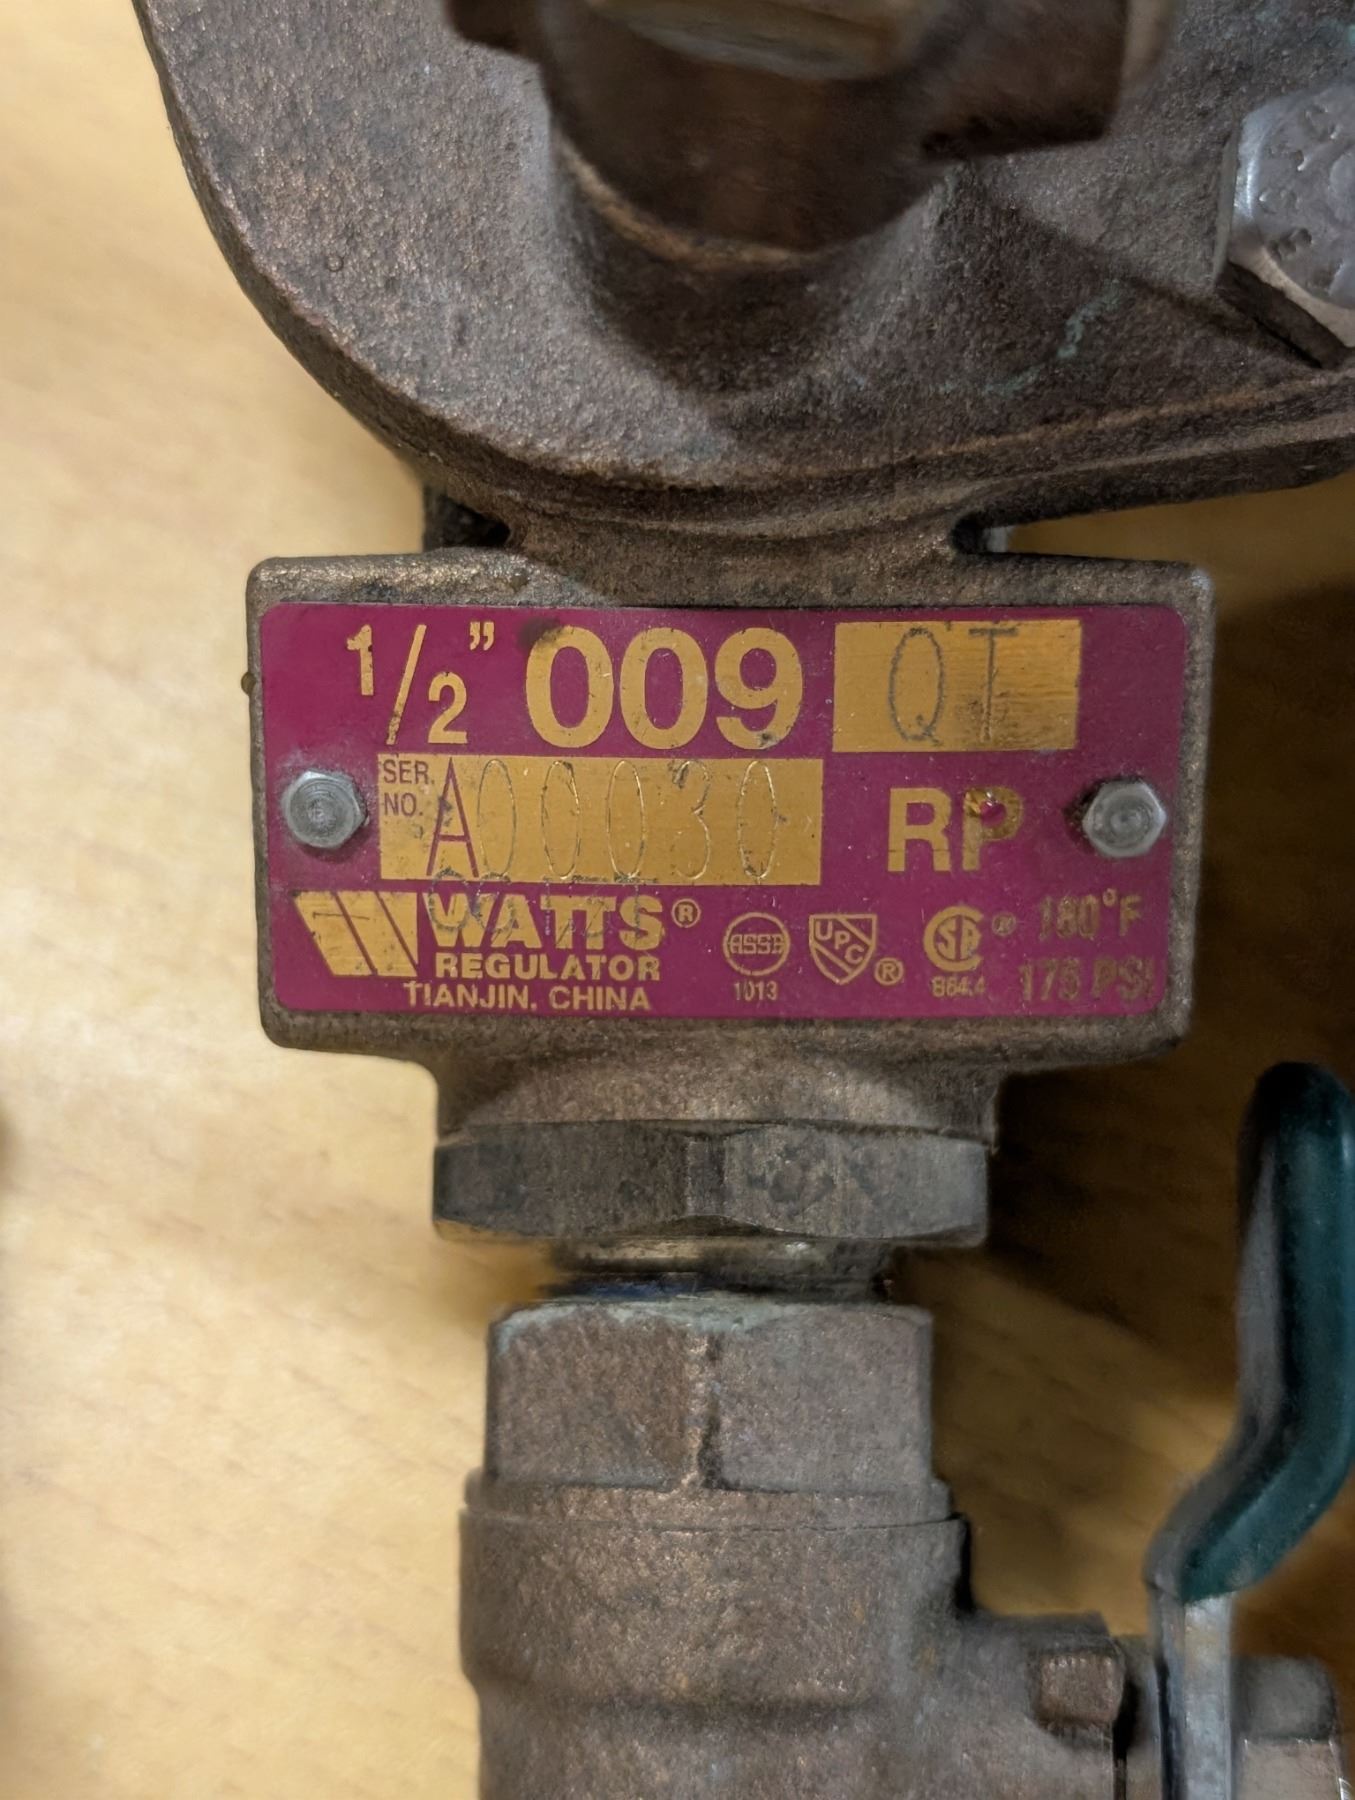 1/2" 009 QT
SER. NO. A00030
RP
WATTS®
REGULATOR
TIANJIN, CHINA
ASSE
1013
UPC®
SA®
B64.4
180°F
175 PSI